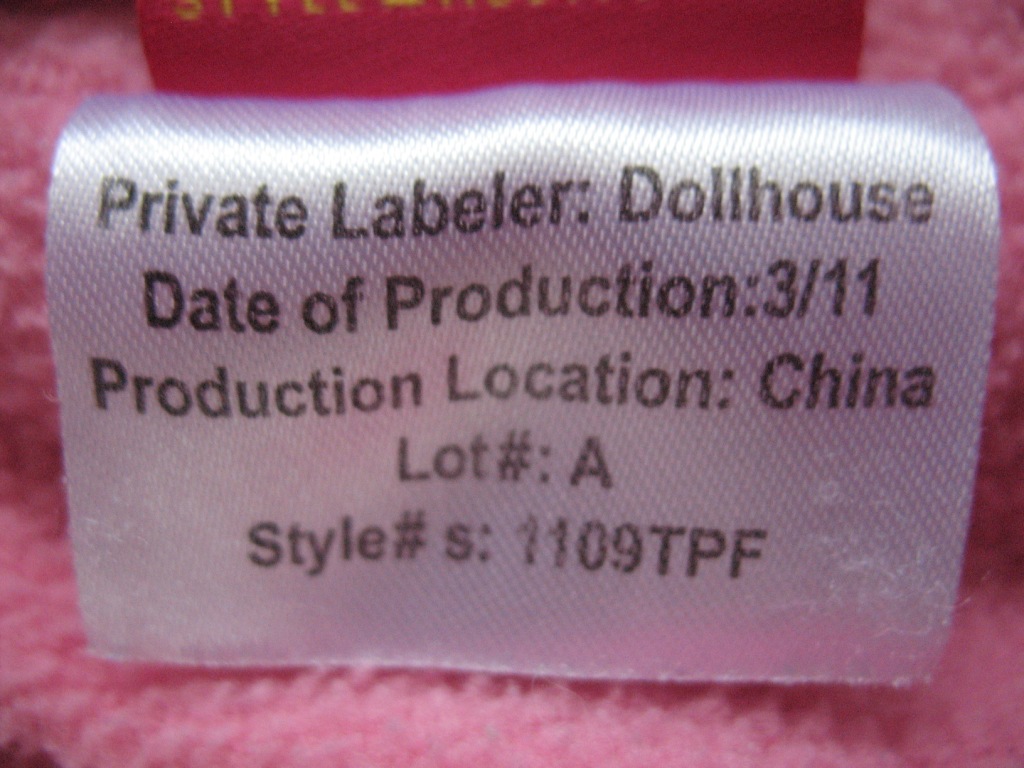 Private Labeler: Dollhouse
Date of Production:3/11
Production Location: China
Lot#: A
Style# s: 1109TPF